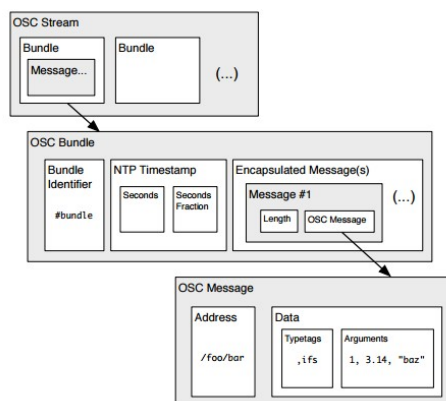 OSC Stream
Bundle
Message...
Bundle
(...)
OSC Bundle
Bundle
Identifier
#bundle
NTP Timestamp
Seconds
Seconds
Fraction
Encapsulated Message(s)
Message #1
Length
OSC Message
(...)
OSC Message
Address
/foo/bar
Data
Typetags
,ifs
Arguments
1, 3.14, "baz"